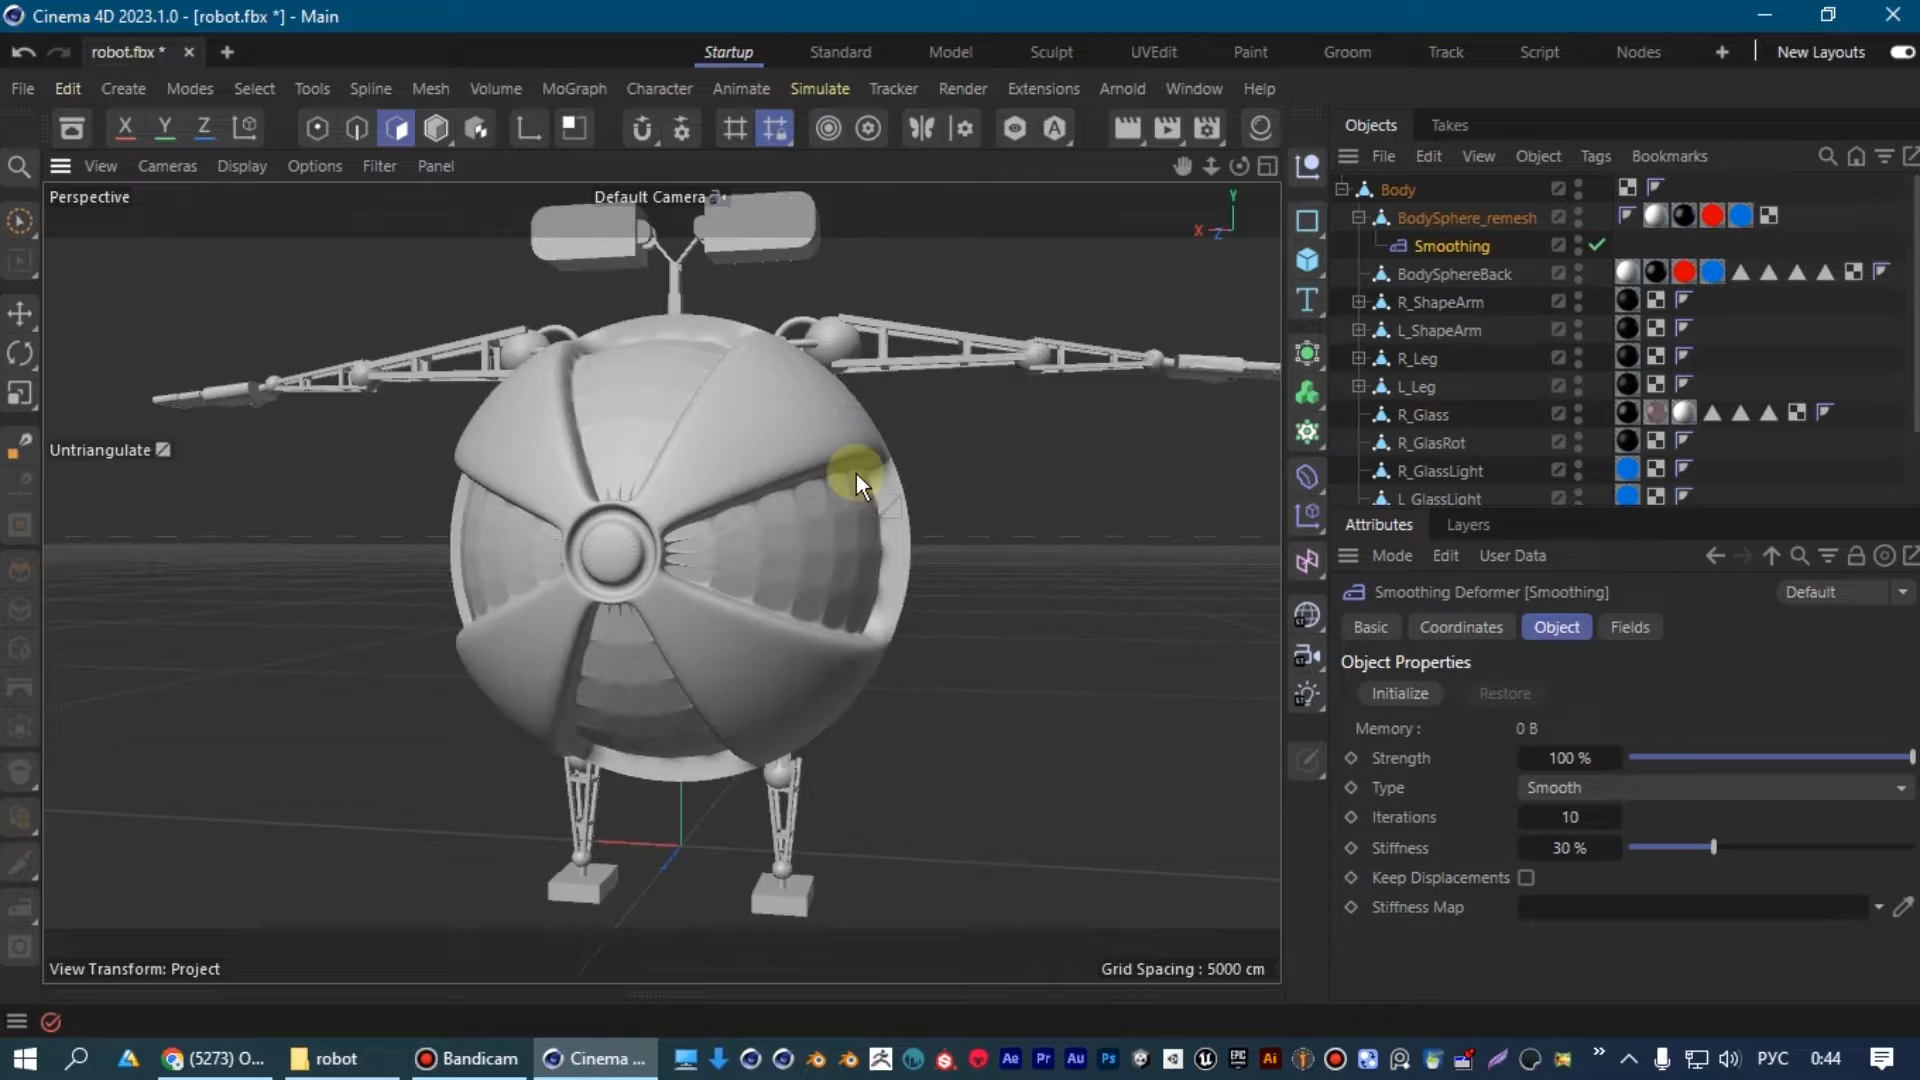 Cinema 4D 2023.1.0 - [robot.fbx *] - Main
robot.fbx *
Startup
Standard
Model
Sculpt
UVEdit
Paint
Groom
Track
Script
Nodes
New Layouts
File Edit Create Modes Select Tools Spline Mesh Volume MoGraph Character Animate Simulate Tracker Render Extensions Arnold Window Help
X Y Z
View Cameras Display Options Filter Panel
Perspective
Default Camera
Y
X
Z
Untriangulate
View Transform: Project
Grid Spacing : 5000 cm
Objects
Takes
File Edit View Object Tags Bookmarks
Body
BodySphere_remesh
Smoothing
BodySphereBack
R_ShapeArm
L_ShapeArm
R_Leg
L_Leg
R_Glass
R_GlasRot
R_GlassLight
L_GlassLight
Attributes
Layers
Mode Edit User Data
Smoothing Deformer [Smoothing]
Default
Basic
Coordinates
Object
Fields
Object Properties
Initialize
Restore
Memory : 0 B
Strength 100 %
Type Smooth
Iterations 10
Stiffness 30 %
Keep Displacements
Stiffness Map
(5273) O...
robot
Bandicam
Cinema ...
Ae
Pr
Au
Ps
Ai
РУС
0:44